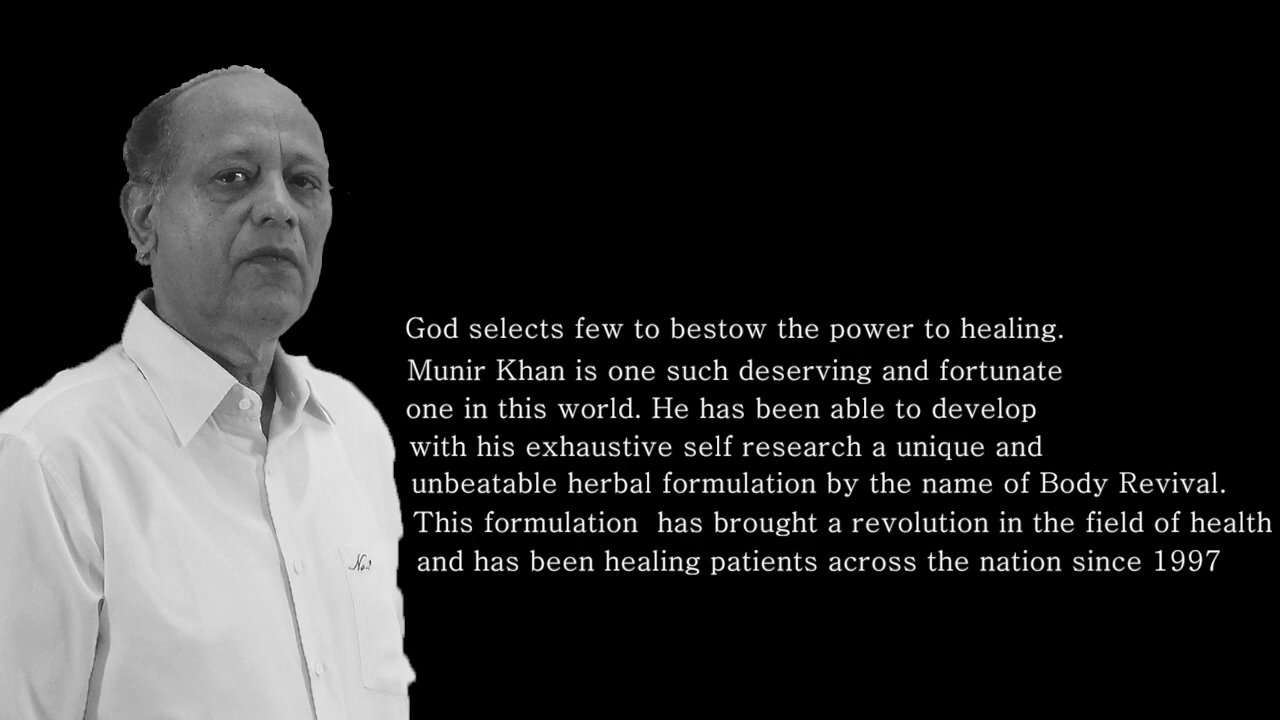 God selects few to bestow the power to healing.
Munir Khan is one such deserving and fortunate
one in this world. He has been able to develop
with his exhaustive self research a unique and
unbeatable herbal formulation by the name of Body Revival.
This formulation has brought a revolution in the field of health
and has been healing patients across the nation since 1997